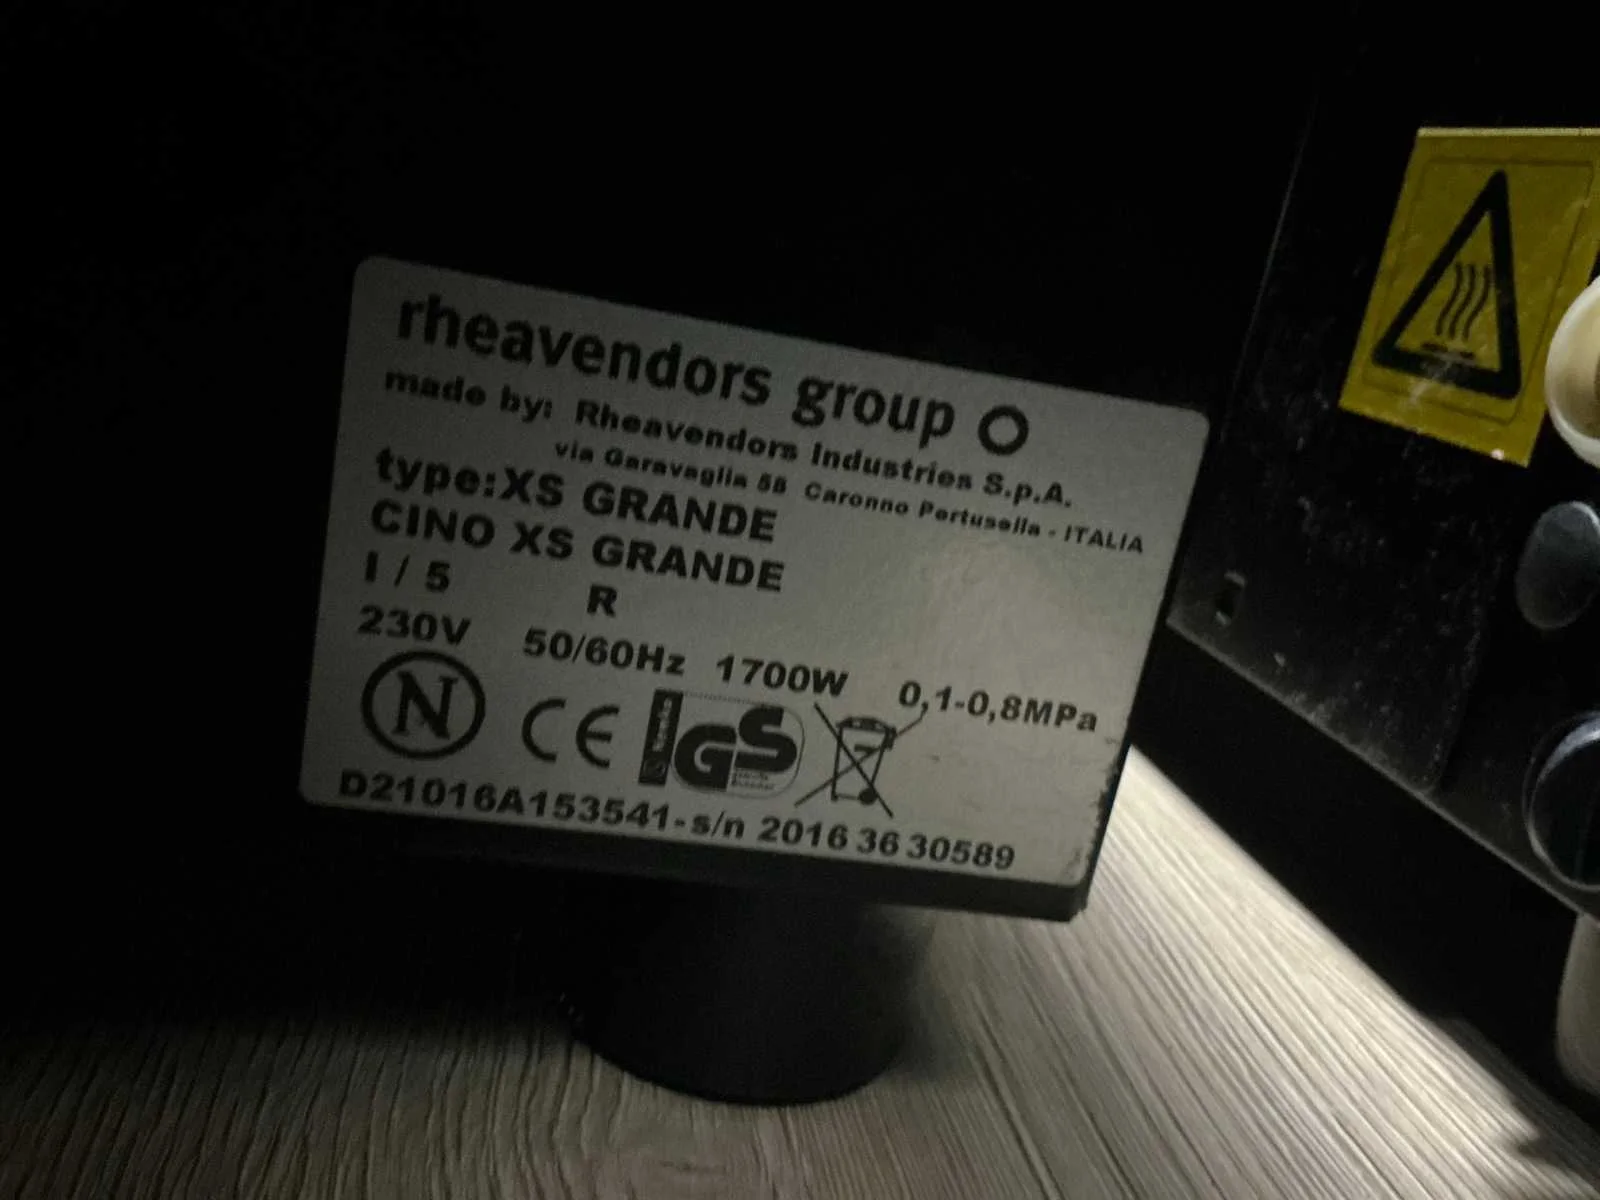 rheavendors group
made by: Rheavendors Industries S.p.A.
via Garavaglia 58 Caronno Pertusella - ITALIA
type:XS GRANDE
CINO XS GRANDE
I / 5 R
230V 50/60Hz 1700W 0,1-0,8MPa
N CE GS
D21016A153541-s/n 2016 36 30589